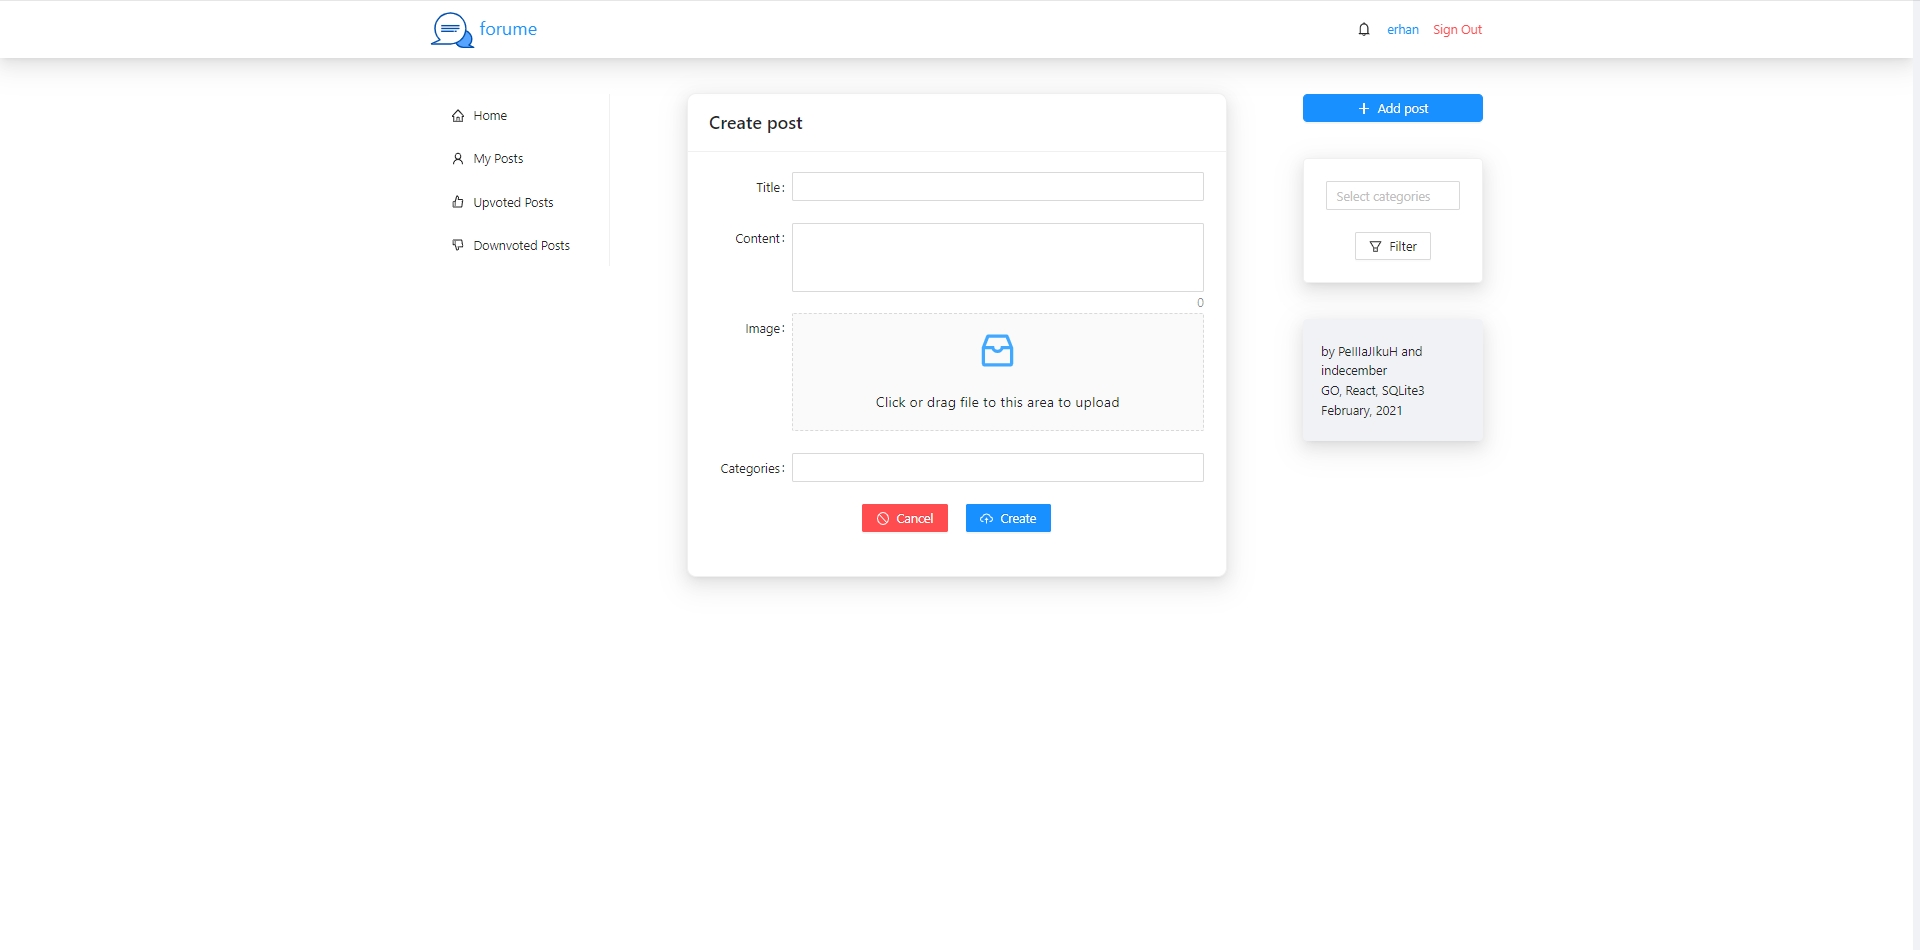 forume
erhan
Sign Out
Home
My Posts
Upvoted Posts
Downvoted Posts
Create post
Title:
Content:
0
Image:
Click or drag file to this area to upload
Categories:
Cancel
Create
Add post
Select categories
Filter
by PeIIIaJIkuH and
indecember
GO, React, SQLite3
February, 2021